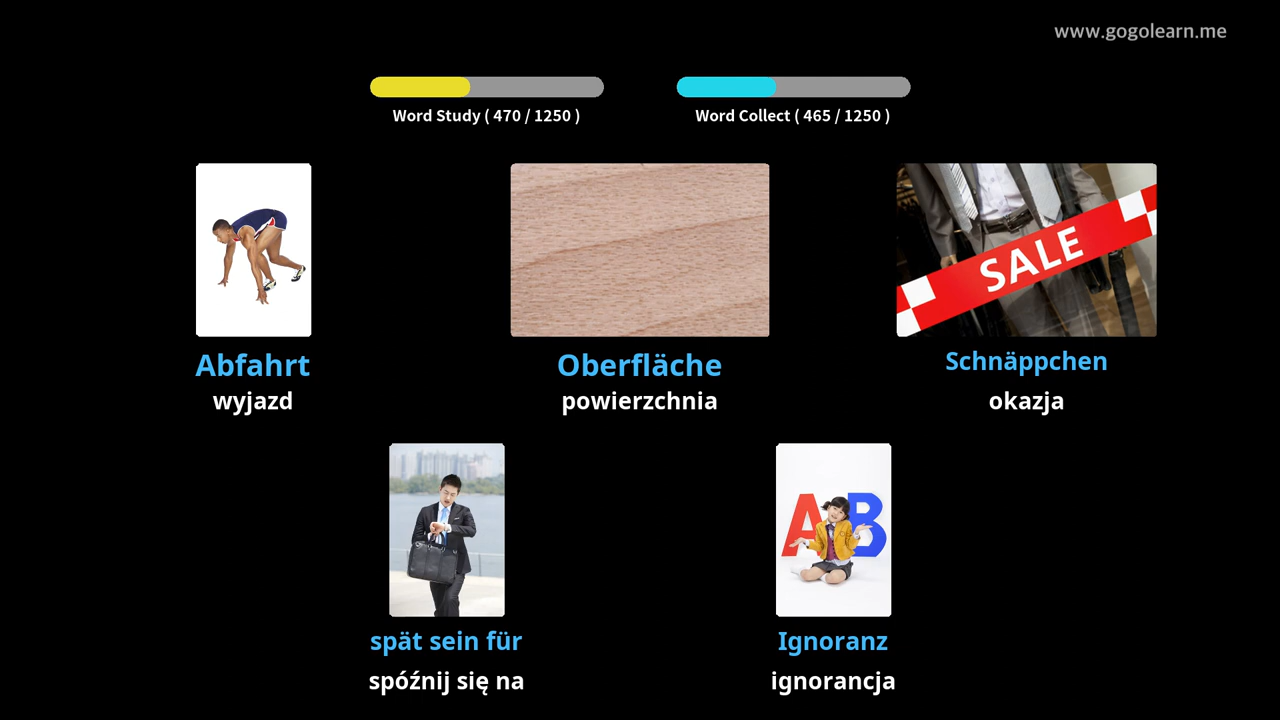 www.gogolearn.me
Word Study ( 470 / 1250 )
Word Collect ( 465 / 1250 )
SALE
Abfahrt
wyjazd
Oberfläche
powierzchnia
Schnäppchen
okazja
A B
spät sein für
spóźnij się na
Ignoranz
ignorancja